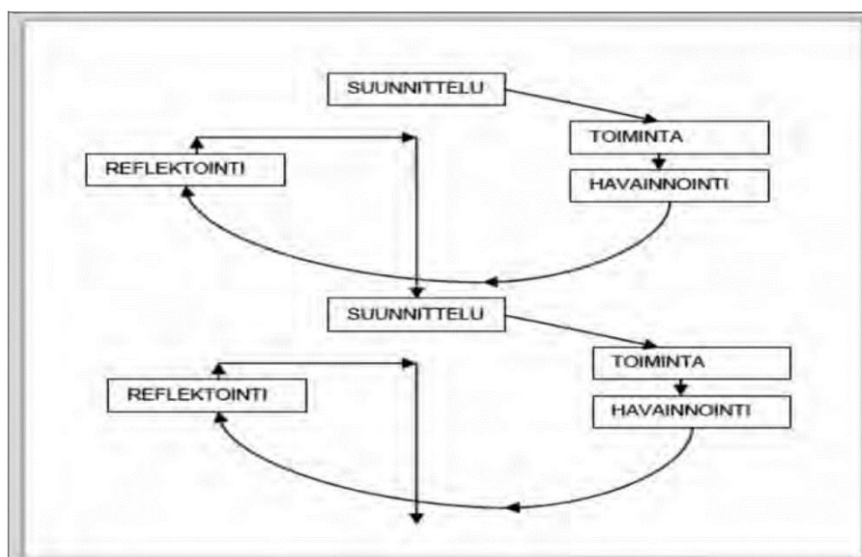 SUUNNITTELU
TOIMINTA
HAVAINNOINTI
REFLEKTOINTI
SUUNNITTELU
TOIMINTA
HAVAINNOINTI
REFLEKTOINTI